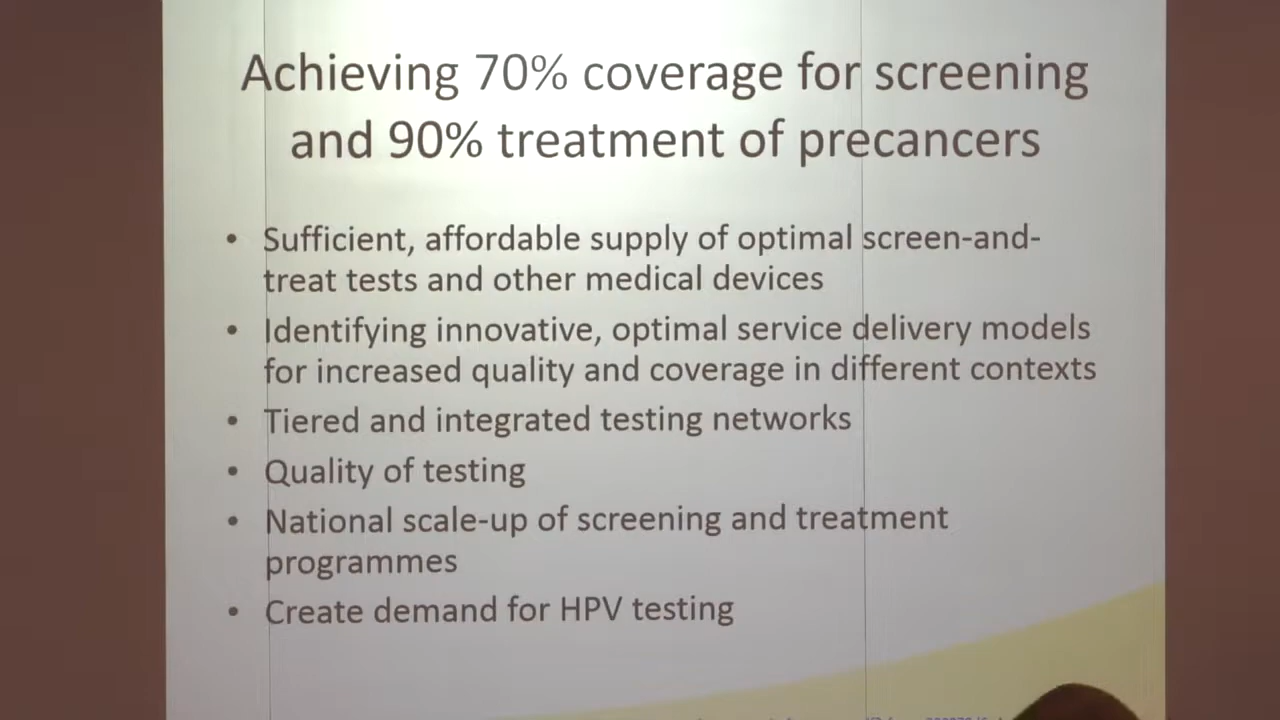 Achieving 70% coverage for screening
and 90% treatment of precancers
• Sufficient, affordable supply of optimal screen-and-
treat tests and other medical devices
• Identifying innovative, optimal service delivery models
for increased quality and coverage in different contexts
• Tiered and integrated testing networks
• Quality of testing
• National scale-up of screening and treatment
programmes
• Create demand for HPV testing